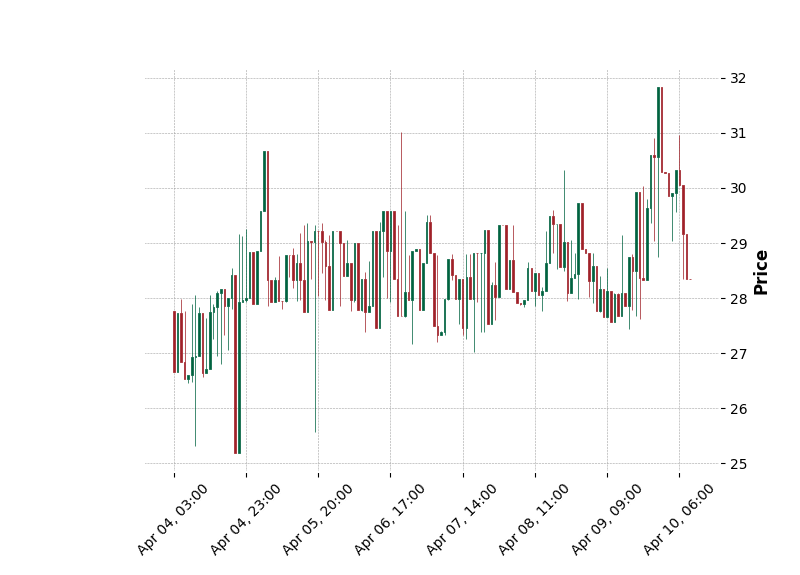 32
31
30
29
28
27
26
25
Price
Apr 04, 03:00
Apr 04, 23:00
Apr 05, 20:00
Apr 06, 17:00
Apr 07, 14:00
Apr 08, 11:00
Apr 09, 09:00
Apr 10, 06:00